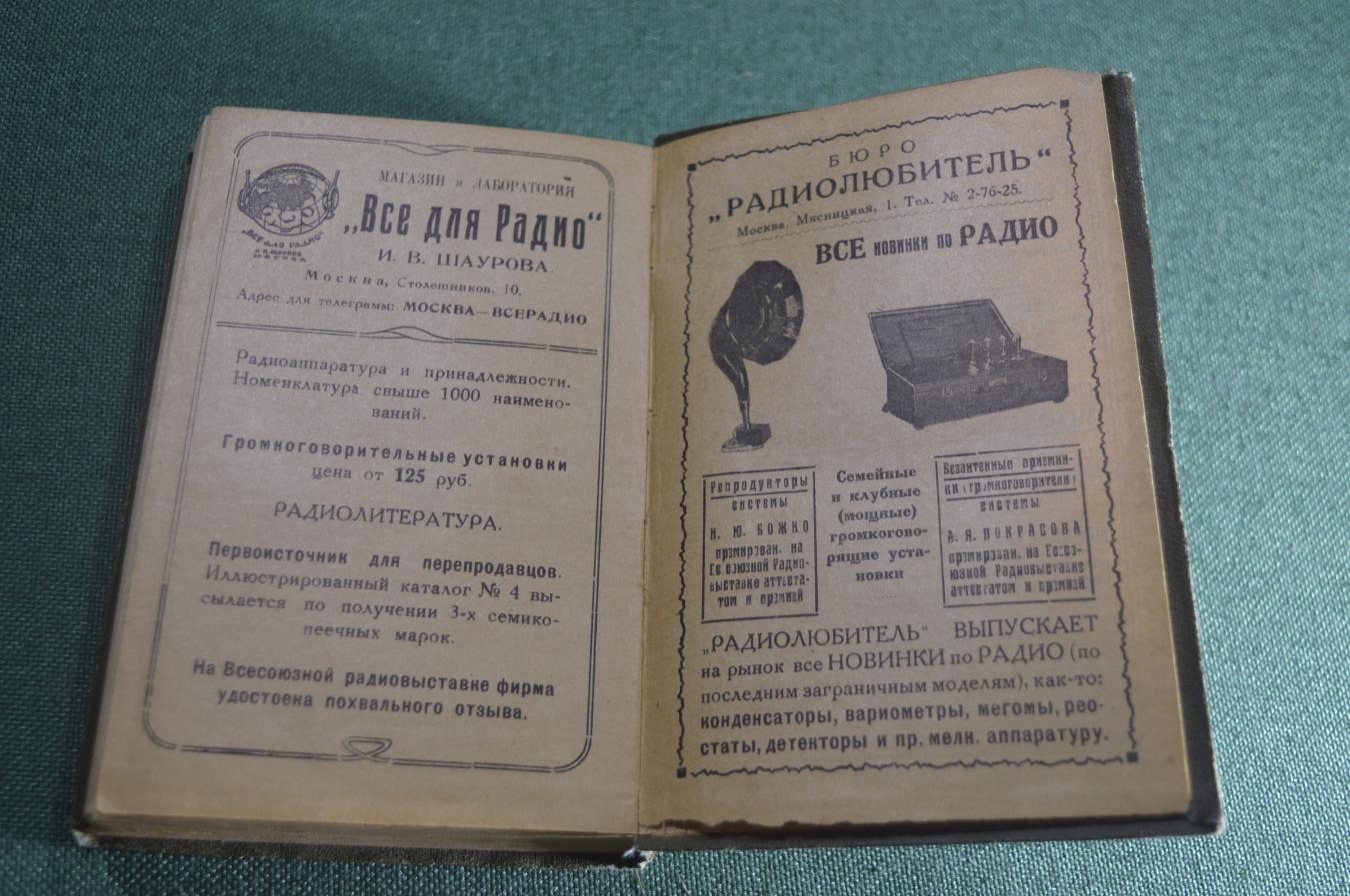 МАГАЗИН и ЛАБОРАТОРИЯ
„Все для Радио“
И. В. ШАУРОВА.
Москва, Столешников, 10.
Адрес для телеграмм: МОСКВА—ВСЕРАДИО
„ВСЕ ДЛЯ РАДИО“
И.В.ШАУРОВ
МОСКВА
Радиоаппаратура и принадлежности.
Номенклатура свыше 1000 наимено-
ваний.
Громкоговорительные установки
цена от 125 руб.
РАДИОЛИТЕРАТУРА.
Первоисточник для перепродавцов.
Иллюстрированный каталог № 4 вы-
сылается по получении 3-х семико-
пеечных марок.
На Всесоюзной радиовыставке фирма
удостоена похвального отзыва.
БЮРО
„РАДИОЛЮБИТЕЛЬ“
Москва. Мясницкая, 1. Тел. № 2-76-25.
ВСЕ новинки по РАДИО
Репродукторы
системы
Н. Ю. БОЖКО
премирован. на
Всесоюзной Радио-
выставке аттеста-
том и премией
Семейные
и клубные
(мощные)
громкогово-
рящие уста-
новки
Безантенные приемни-
ки (громкоговорители)
системы
А. Я. ПОКРАСОВА
премирован. на Всесо-
юзной Радиовыставке
аттестатом и премией
„РАДИОЛЮБИТЕЛЬ“ ВЫПУСКАЕТ
на рынок все НОВИНКИ по РАДИО (по
последним заграничным моделям), как-то:
конденсаторы, вариометры, мегомы, рео-
статы, детекторы и пр. мелк. аппаратуру.